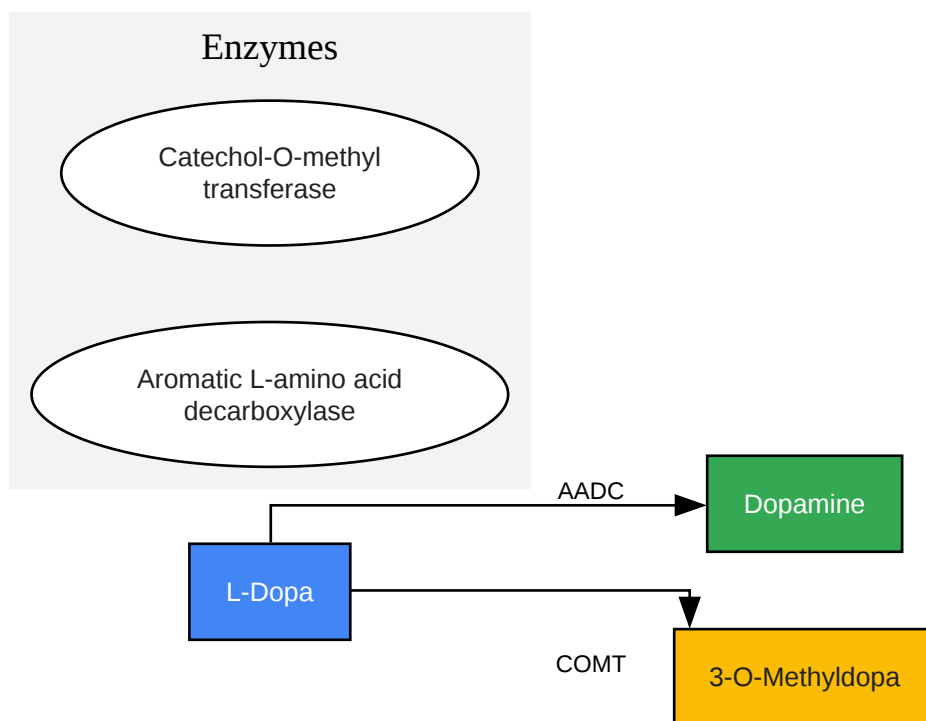 Enzymes
Catechol-O-methyl
transferase
Aromatic L-amino acid
decarboxylase
AADC
Dopamine
L-Dopa
COMT
3-O-Methyldopa